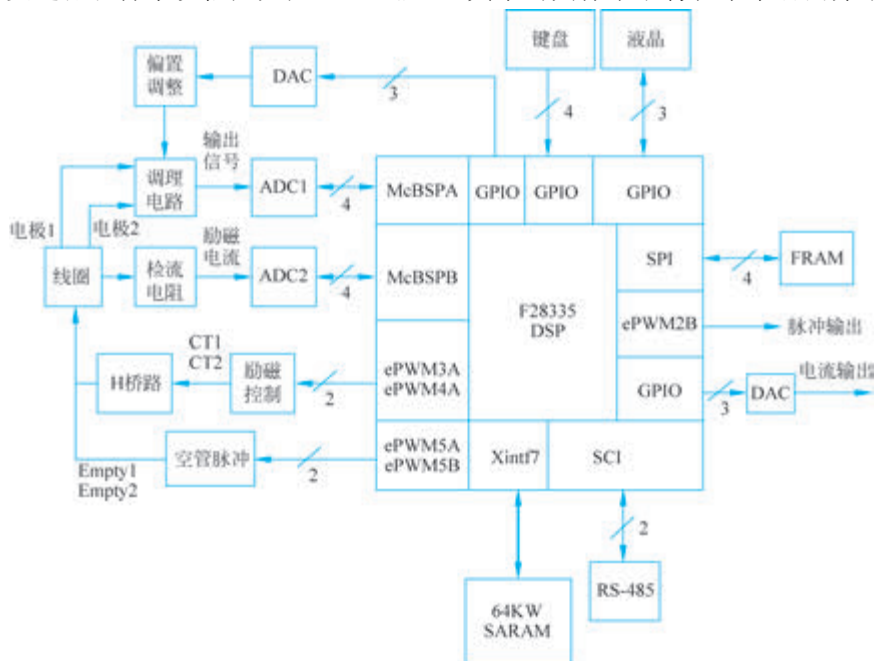 偏置
调整
DAC
3
键盘
4
液晶
3
输出
信号
调理
电路
ADC1
4
McBSPA
GPIO
GPIO
GPIO
电极1
电极2
励磁
电流
线圈
检流
电阻
ADC2
4
McBSPB
F28335
DSP
SPI
4
FRAM
ePWM2B
脉冲输出
CT1
CT2
H桥路
励磁
控制
2
ePWM3A
ePWM4A
GPIO
3
DAC
电流输出
Empty1
Empty2
空管脉冲
2
ePWM5A
ePWM5B
Xintf7
SCI
2
64KW
SARAM
RS-485